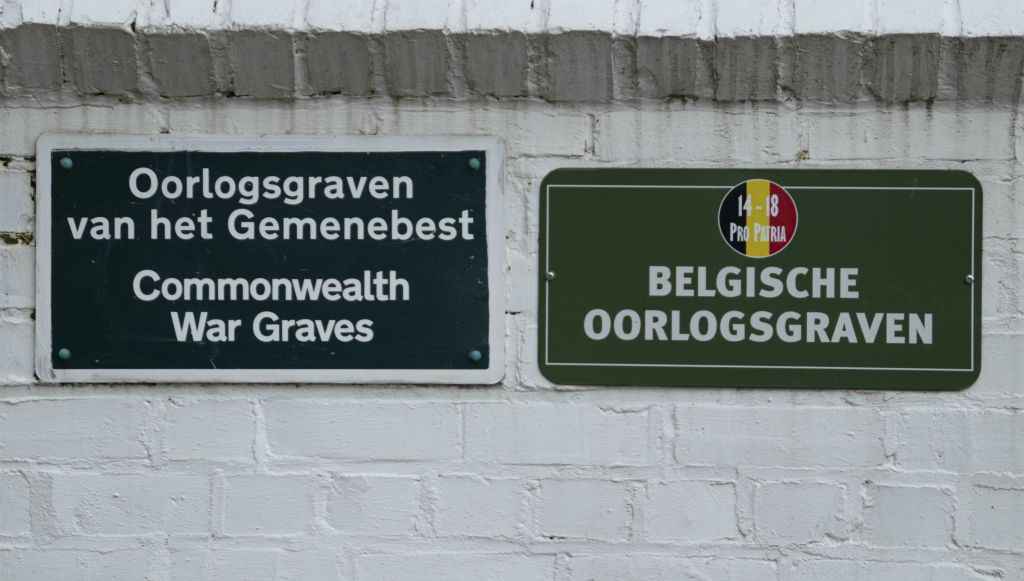 Oorlogsgraven
van het Gemenebest
Commonwealth
War Graves
14 - 18
PRO PATRIA
BELGISCHE
OORLOGSGRAVEN